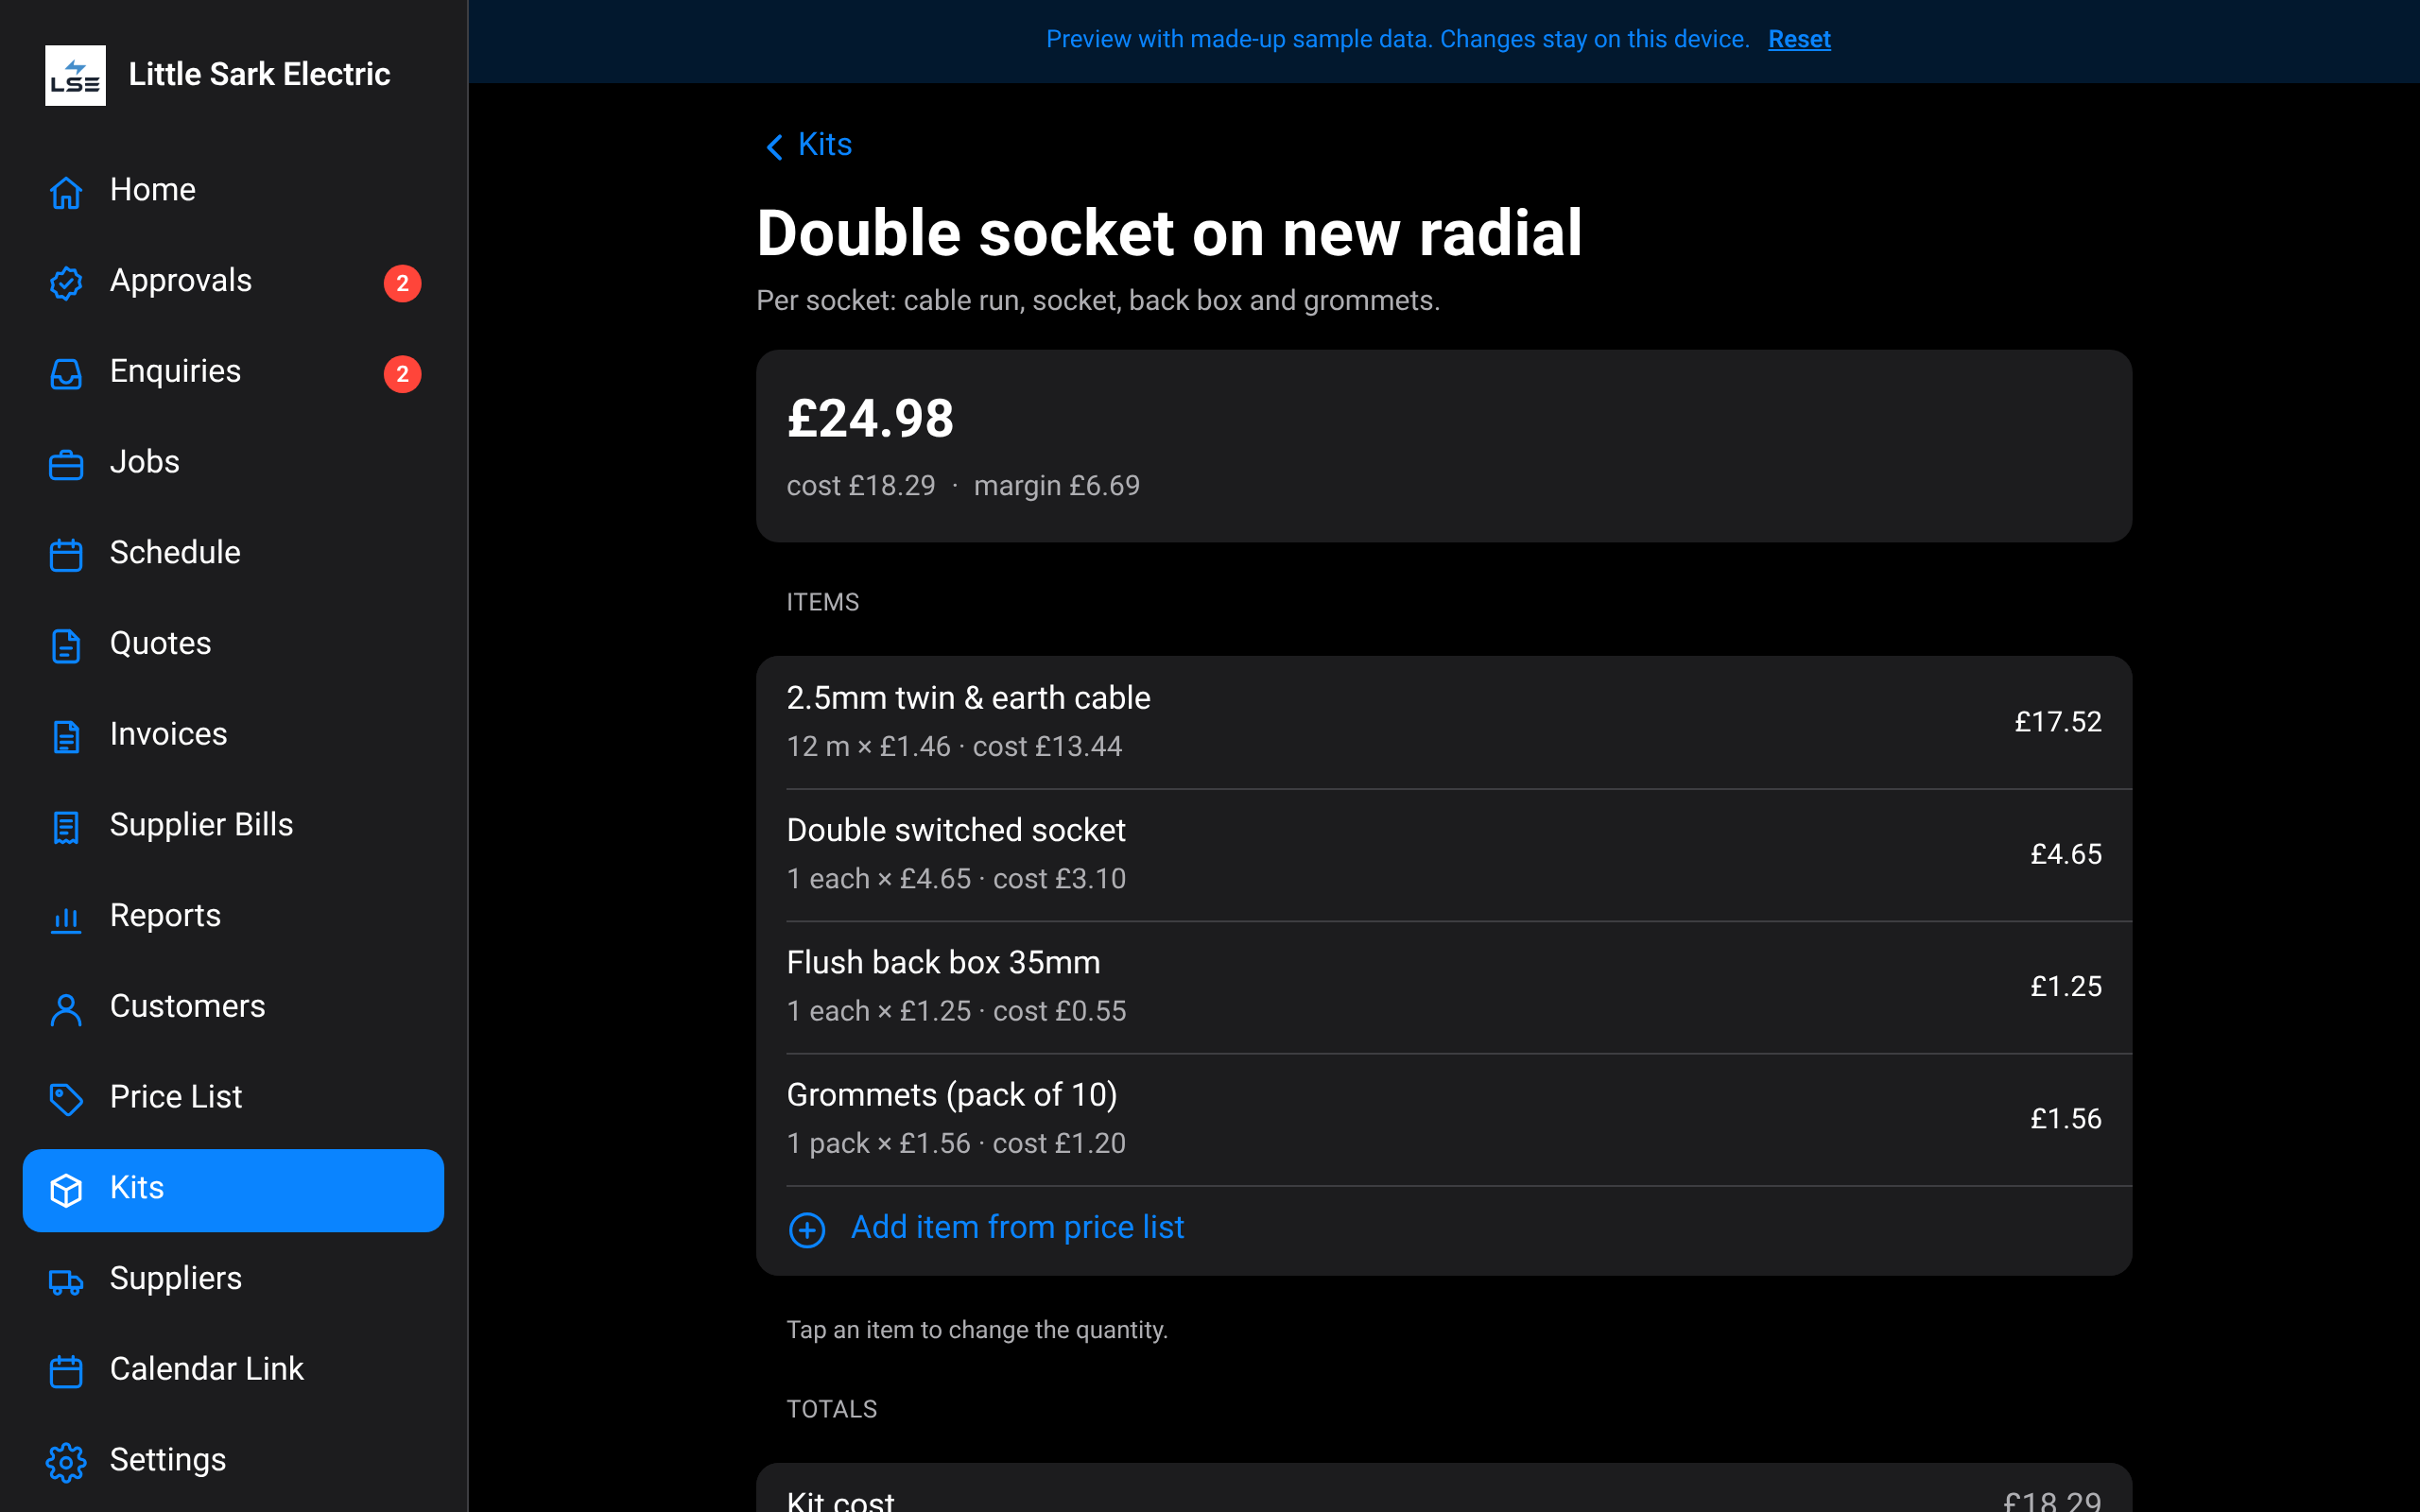 LSE
Little Sark Electric
Home
Approvals 2
Enquiries 2
Jobs
Schedule
Quotes
Invoices
Supplier Bills
Reports
Customers
Price List
Kits
Suppliers
Calendar Link
Settings
Preview with made-up sample data. Changes stay on this device. Reset
Kits
Double socket on new radial
Per socket: cable run, socket, back box and grommets.
£24.98
cost £18.29 · margin £6.69
ITEMS
2.5mm twin & earth cable
12 m × £1.46 · cost £13.44
£17.52
Double switched socket
1 each × £4.65 · cost £3.10
£4.65
Flush back box 35mm
1 each × £1.25 · cost £0.55
£1.25
Grommets (pack of 10)
1 pack × £1.56 · cost £1.20
£1.56
Add item from price list
Tap an item to change the quantity.
TOTALS
Kit cost £18.29